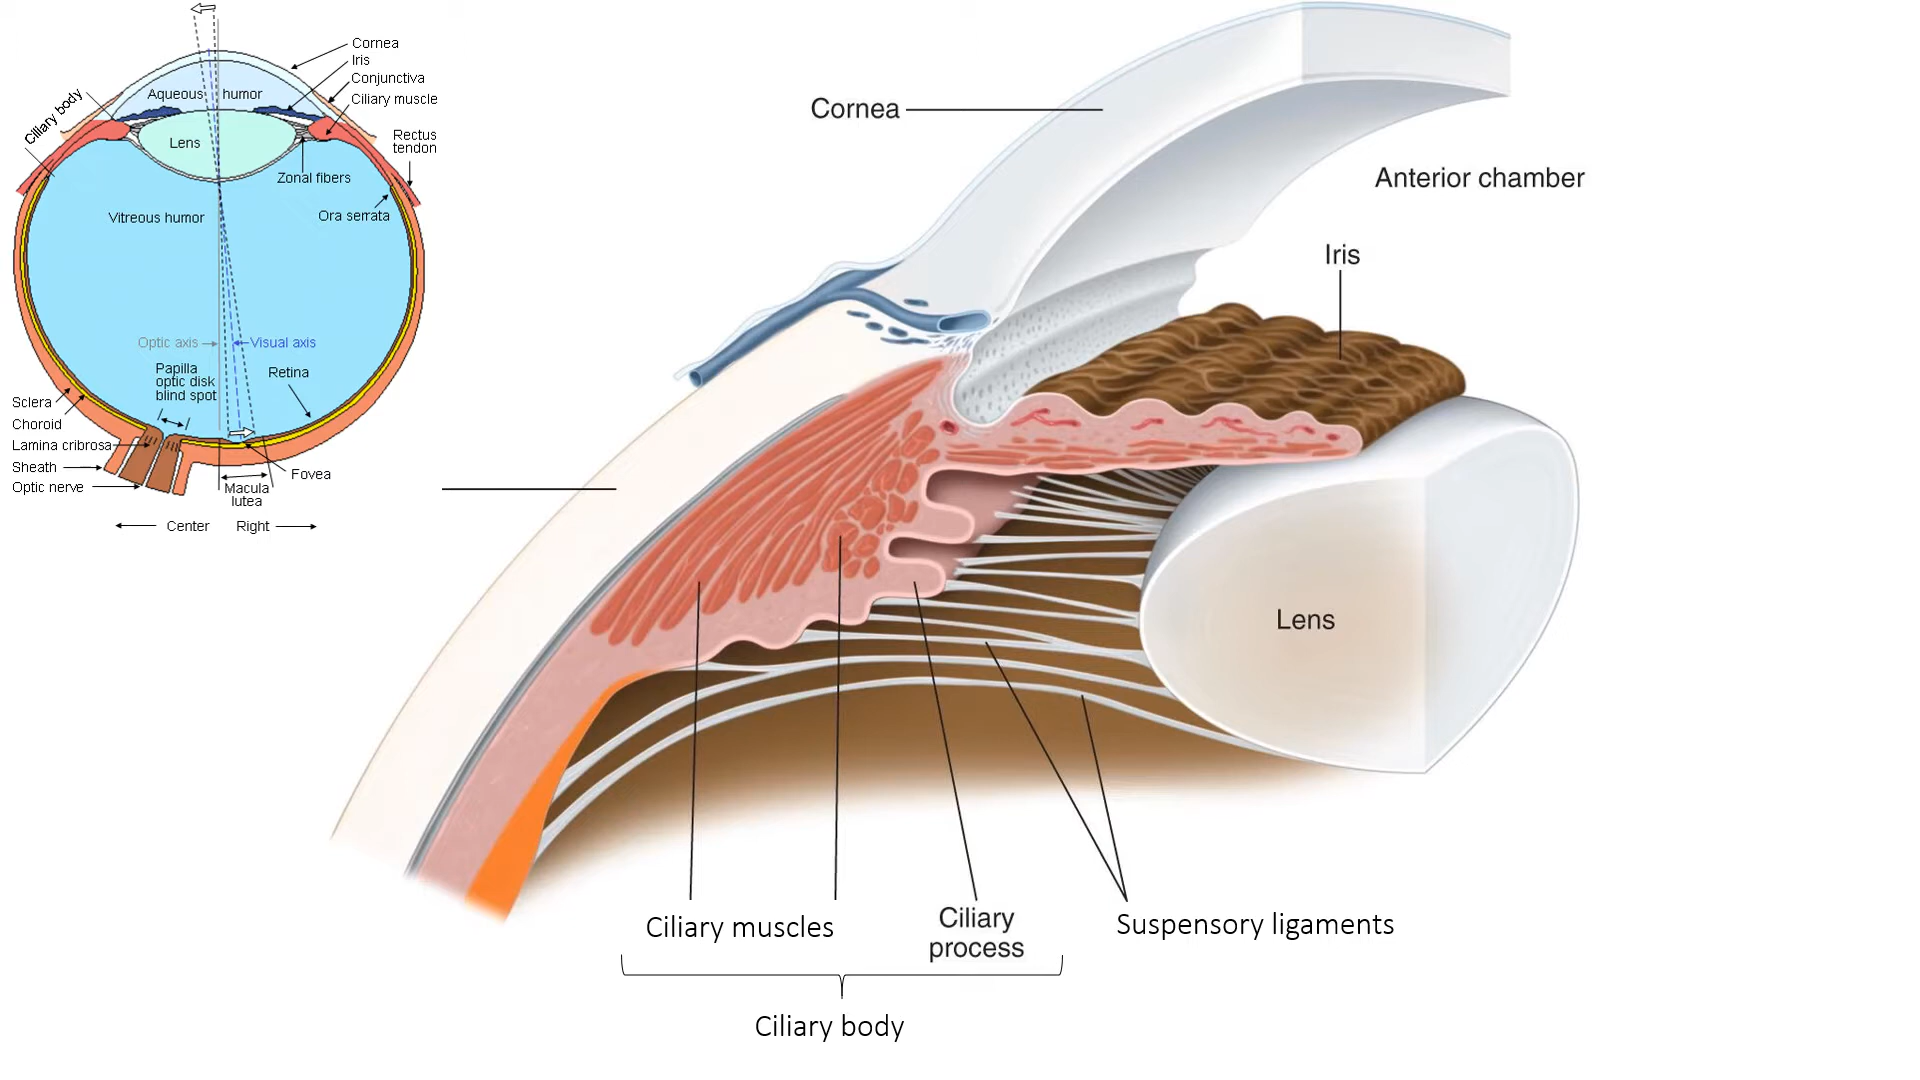 Cornea
Iris
Conjunctiva
Ciliary muscle
Ciliary body
Aqueous humor
Rectus
tendon
Lens
Zonal fibers
Vitreous humor
Ora serrata
Optic axis
Visual axis
Papilla
optic disk
blind spot
Retina
Sclera
Choroid
Lamina cribrosa
Sheath
Optic nerve
Fovea
Macula
lutea
Center
Right
Cornea
Anterior chamber
Iris
Lens
Ciliary muscles
Ciliary
process
Suspensory ligaments
Ciliary body